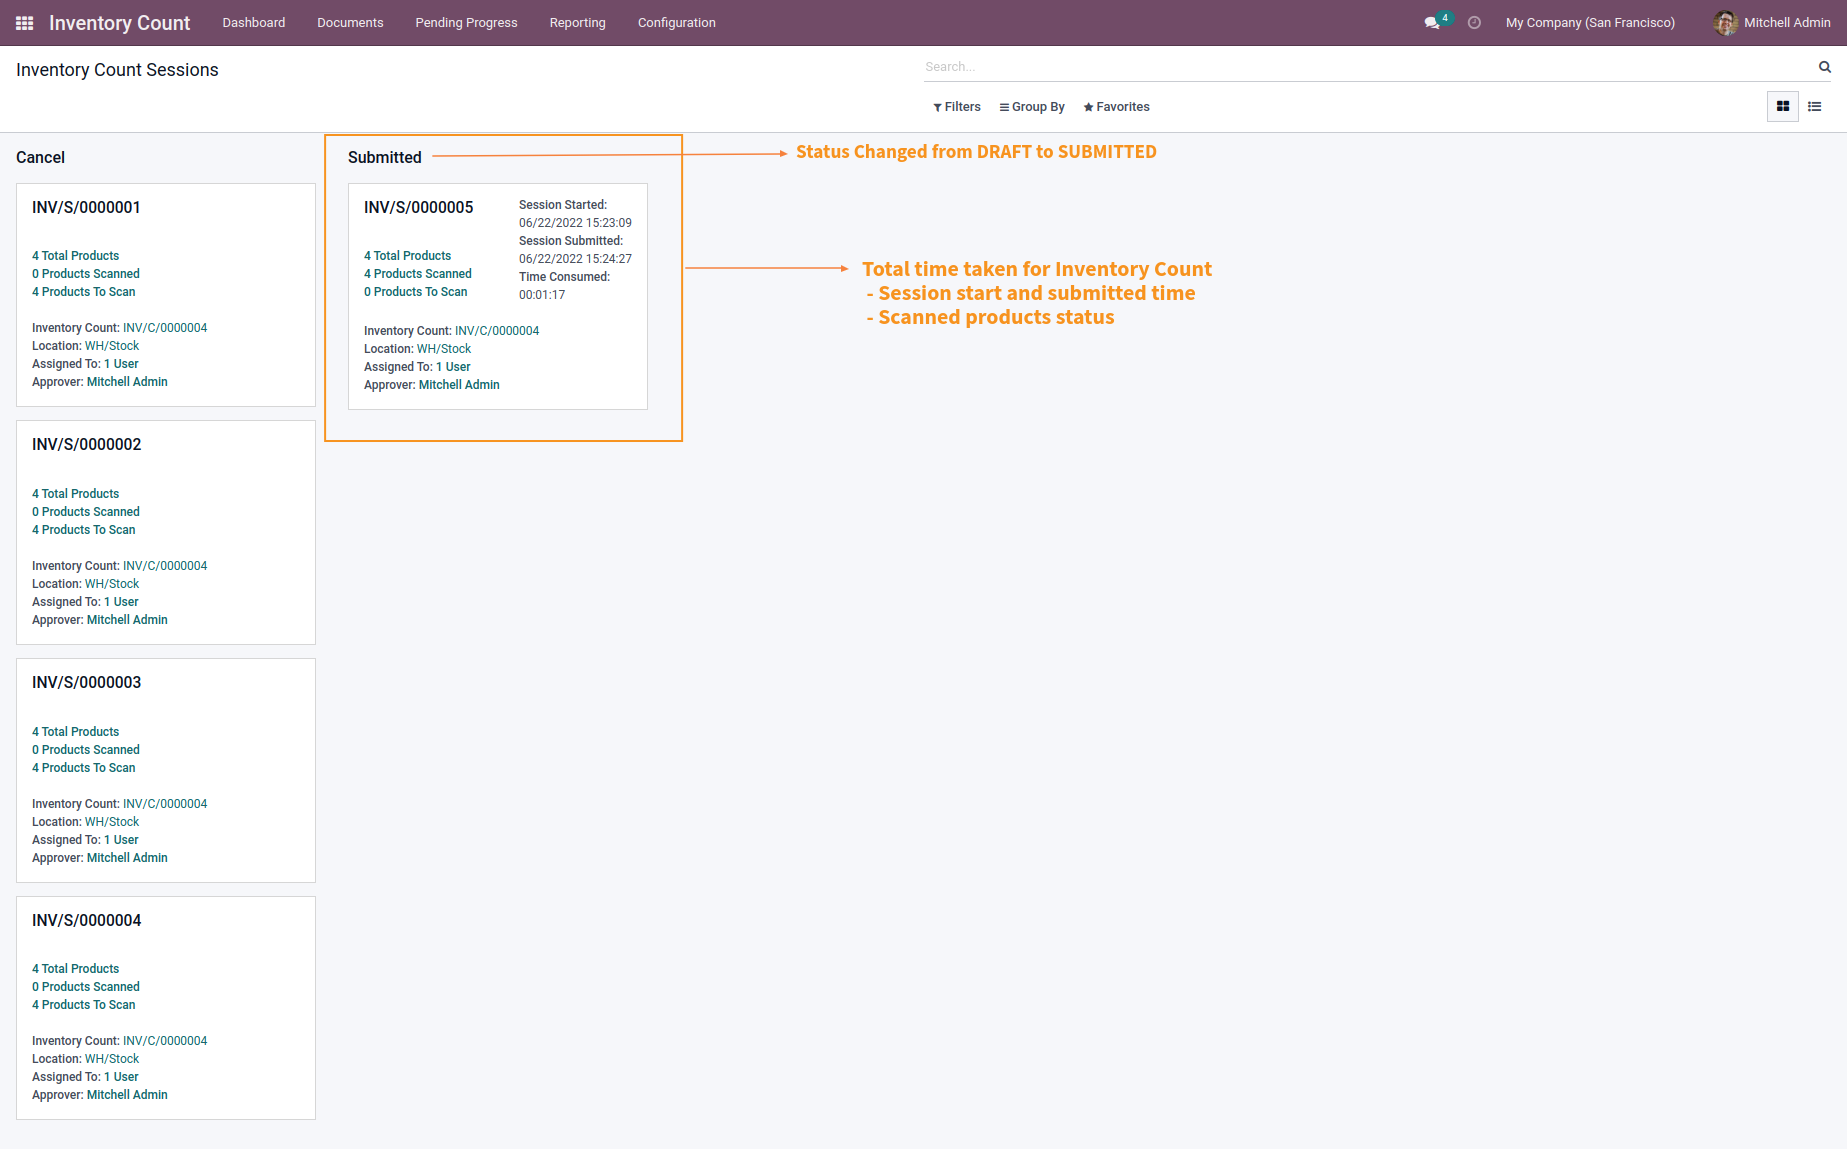 Inventory Count
Dashboard
Documents
Pending Progress
Reporting
Configuration
4
My Company (San Francisco)
Mitchell Admin
Inventory Count Sessions
Search...
Filters
Group By
Favorites
Cancel
INV/S/0000001
4 Total Products
0 Products Scanned
4 Products To Scan
Inventory Count: INV/C/0000004
Location: WH/Stock
Assigned To: 1 User
Approver: Mitchell Admin
INV/S/0000002
4 Total Products
0 Products Scanned
4 Products To Scan
Inventory Count: INV/C/0000004
Location: WH/Stock
Assigned To: 1 User
Approver: Mitchell Admin
INV/S/0000003
4 Total Products
0 Products Scanned
4 Products To Scan
Inventory Count: INV/C/0000004
Location: WH/Stock
Assigned To: 1 User
Approver: Mitchell Admin
INV/S/0000004
4 Total Products
0 Products Scanned
4 Products To Scan
Inventory Count: INV/C/0000004
Location: WH/Stock
Assigned To: 1 User
Approver: Mitchell Admin
Submitted
INV/S/0000005
4 Total Products
4 Products Scanned
0 Products To Scan
Session Started:
06/22/2022 15:23:09
Session Submitted:
06/22/2022 15:24:27
Time Consumed:
00:01:17
Inventory Count: INV/C/0000004
Location: WH/Stock
Assigned To: 1 User
Approver: Mitchell Admin
Status Changed from DRAFT to SUBMITTED
Total time taken for Inventory Count
- Session start and submitted time
- Scanned products status